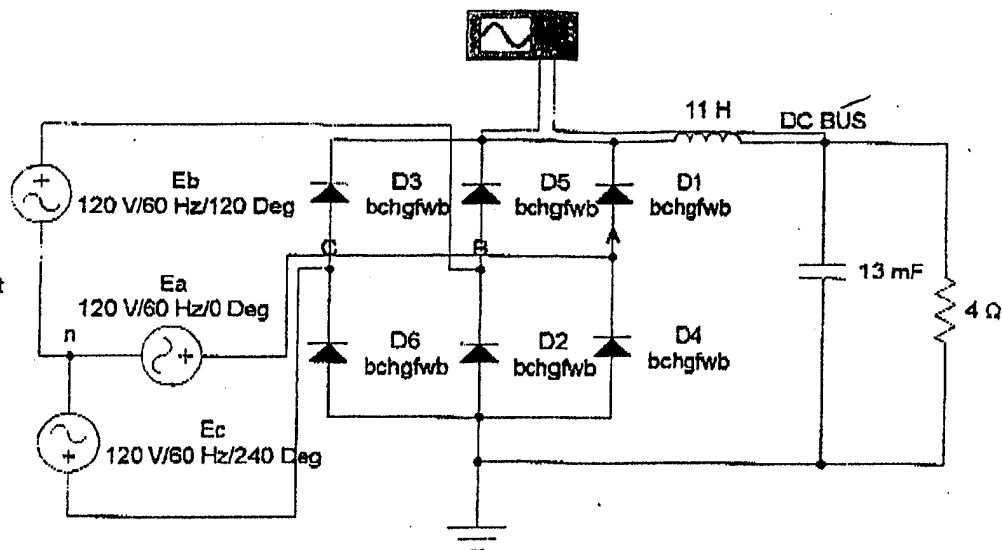 11 H
DC BUS
Eb
120 V/60 Hz/120 Deg
D3
bchgfwb
D5
bchgfwb
D1
bchgfwb
C
B
Ea
120 V/60 Hz/0 Deg
t
n
13 mF
4 Ω
D6
bchgfwb
D2
bchgfwb
D4
bchgfwb
Ec
120 V/60 Hz/240 Deg